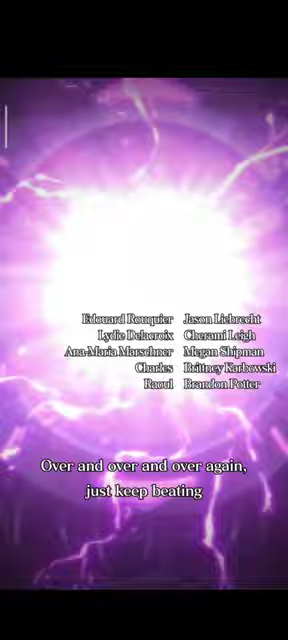 Edouard Rouquier Jason Liebrecht
Lydie Delacroix Cherami Leigh
Ana-Maria Marschner Megan Shipman
Charles Brittney Karbowski
Raoul Brandon Potter
Over and over and over again,
just keep beating